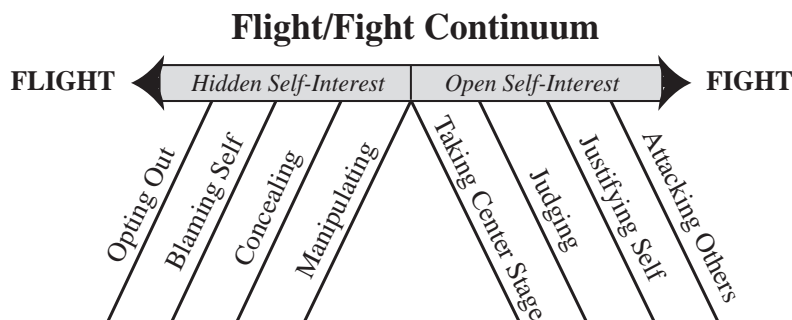 Flight/Fight Continuum
FLIGHT
Hidden Self-Interest
Open Self-Interest
FIGHT
Opting Out
Blaming Self
Concealing
Manipulating
Taking Center Stage
Judging
Justifying Self
Attacking Others